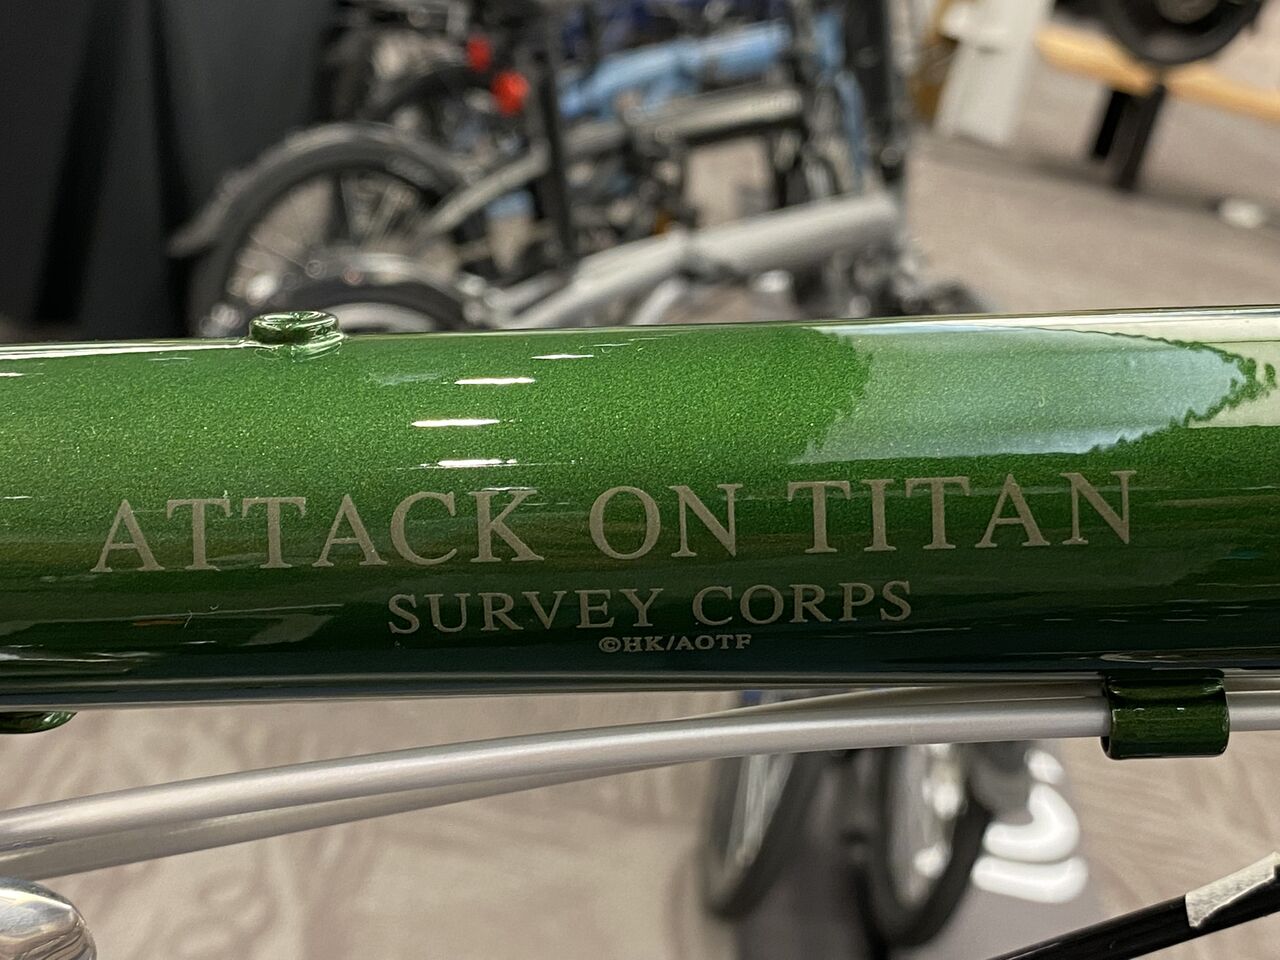 ATTACK ON TITAN
SURVEY CORPS
©HK/AOTF